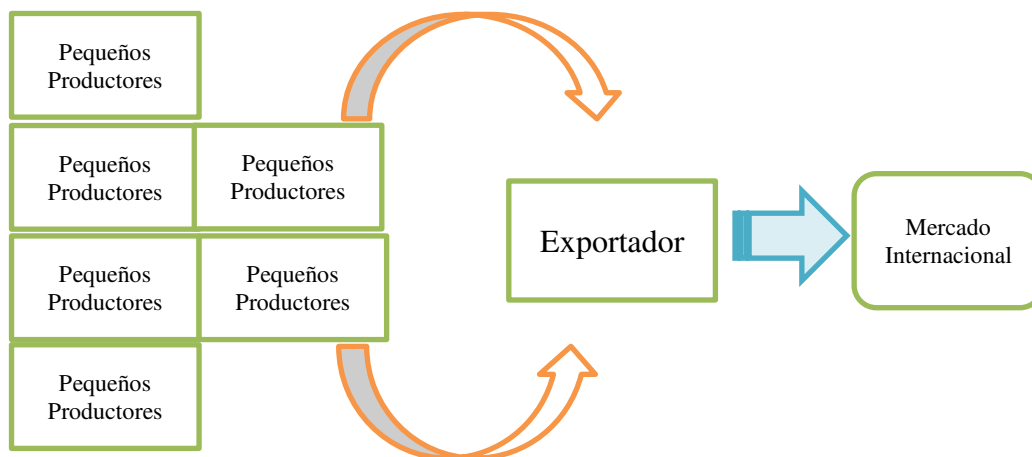 Pequeños
Productores
Pequeños
Productores
Pequeños
Productores
Pequeños
Productores
Pequeños
Productores
Pequeños
Productores
Exportador
Mercado
Internacional